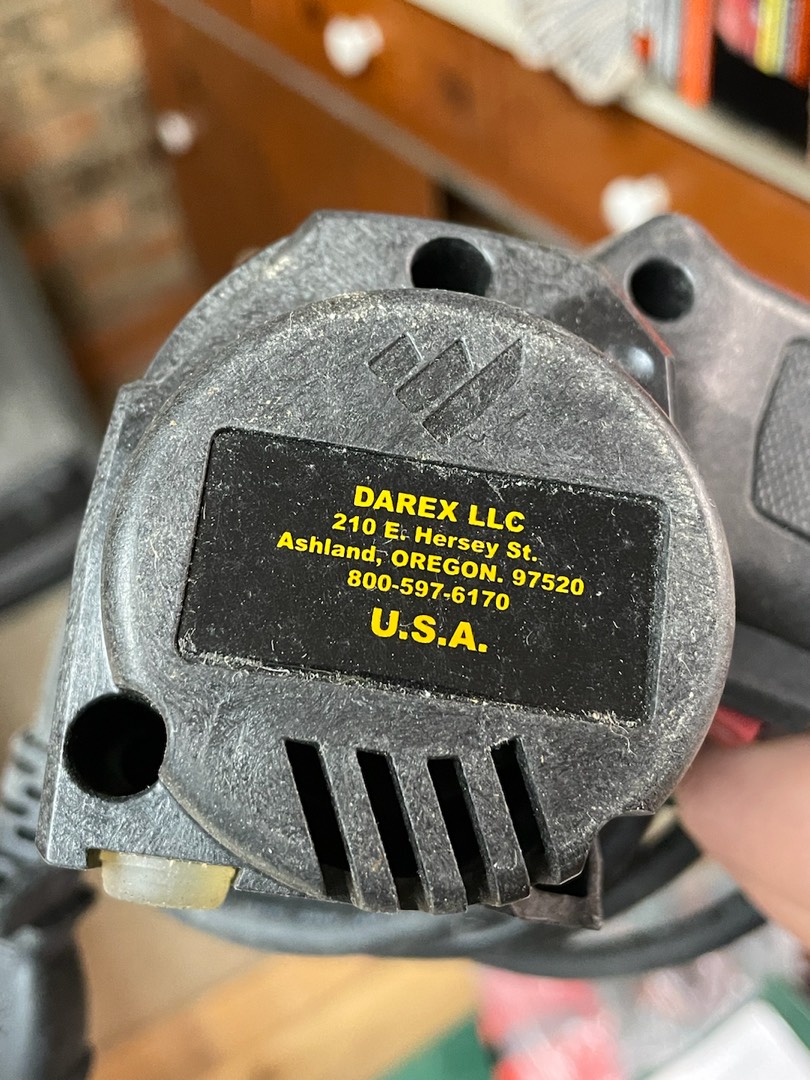 DAREX LLC
210 E. Hersey St.
Ashland, OREGON. 97520
800-597-6170
U.S.A.